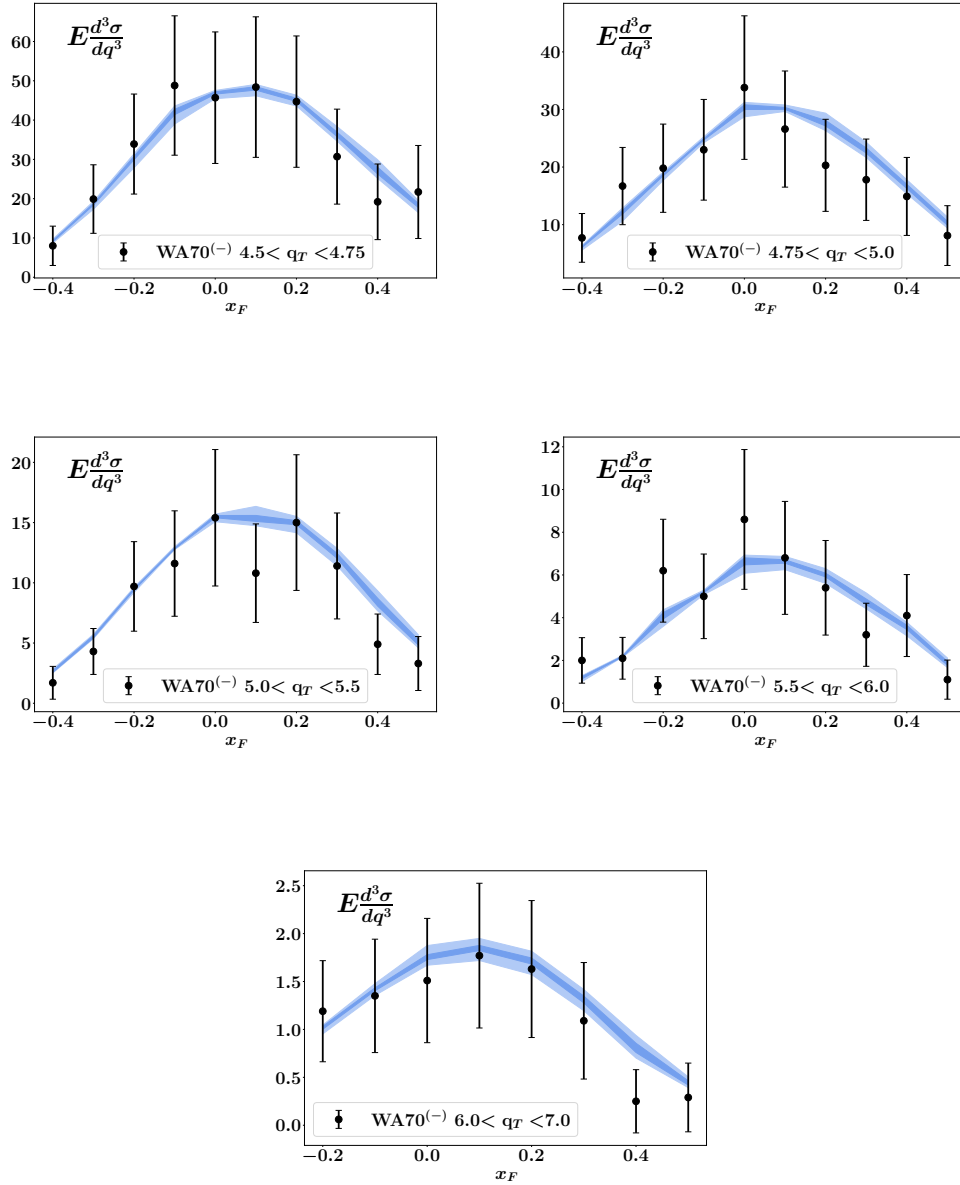 E d³σ/dq³
60
50
40
30
20
10
0
WA70⁽⁻⁾ 4.5< q_T <4.75
−0.4 −0.2 0.0 0.2 0.4
x_F
E d³σ/dq³
40
30
20
10
WA70⁽⁻⁾ 4.75< q_T <5.0
−0.4 −0.2 0.0 0.2 0.4
x_F
E d³σ/dq³
20
15
10
5
0
WA70⁽⁻⁾ 5.0< q_T <5.5
−0.4 −0.2 0.0 0.2 0.4
x_F
E d³σ/dq³
12
10
8
6
4
2
0
WA70⁽⁻⁾ 5.5< q_T <6.0
−0.4 −0.2 0.0 0.2 0.4
x_F
E d³σ/dq³
2.5
2.0
1.5
1.0
0.5
0.0
WA70⁽⁻⁾ 6.0< q_T <7.0
−0.2 0.0 0.2 0.4
x_F